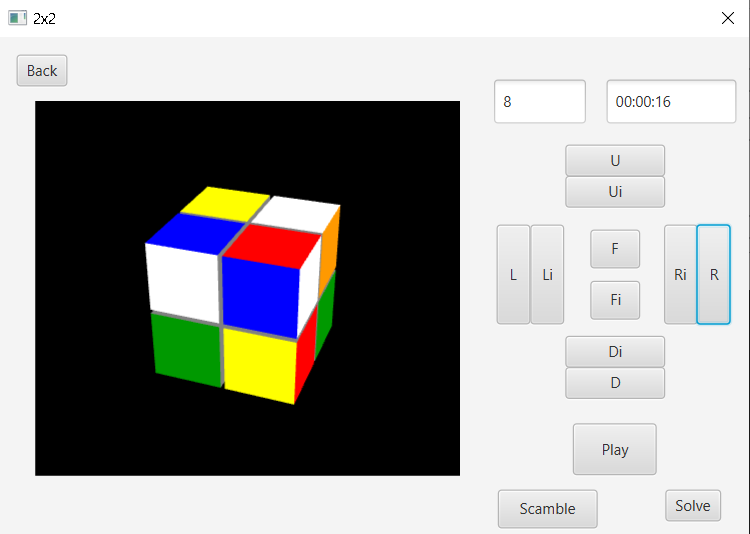 2x2
Back
8
00:00:16
U
Ui
L
Li
F
Fi
Ri
R
Di
D
Play
Scamble
Solve